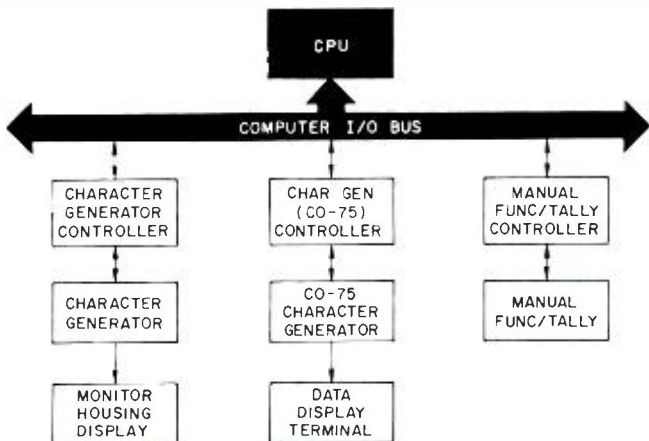 CPU
COMPUTER I/O BUS
CHARACTER
GENERATOR
CONTROLLER
CHAR GEN
(CO-75)
CONTROLLER
MANUAL
FUNC/TALLY
CONTROLLER
CHARACTER
GENERATOR
CO-75
CHARACTER
GENERATOR
MANUAL
FUNC/TALLY
MONITOR
HOUSING
DISPLAY
DATA
DISPLAY
TERMINAL